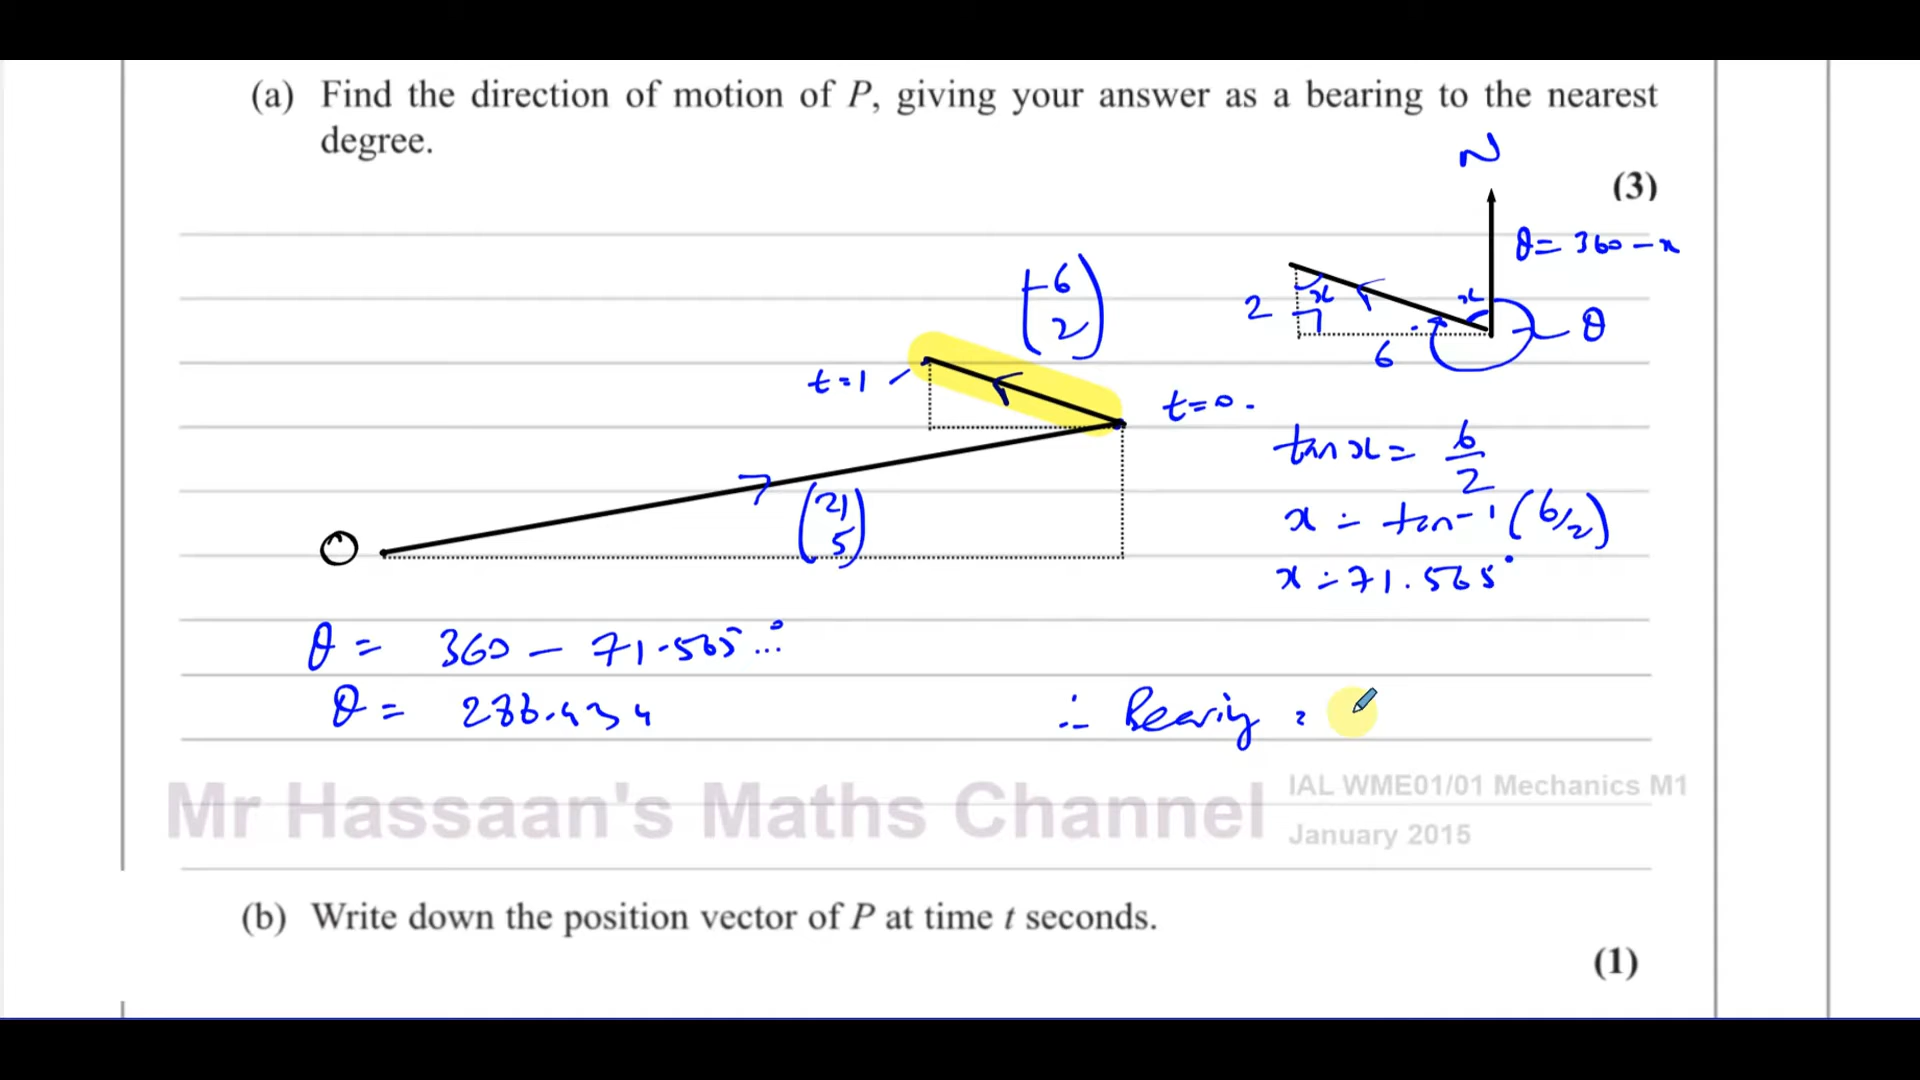 (a) Find the direction of motion of P, giving your answer as a bearing to the nearest
degree.
(3)
N
θ = 360 - x
2
x
x
6
θ
(-6
2)
t=1
t=0.
(21
5)
O
tan x = 6/2
x = tan⁻¹(6/2)
x = 71.565°
θ = 360 - 71.565...°
θ = 288.434
∴ Bearing =
Mr Hassaan's Maths Channel
IAL WME01/01 Mechanics M1
January 2015
(b) Write down the position vector of P at time t seconds.
(1)